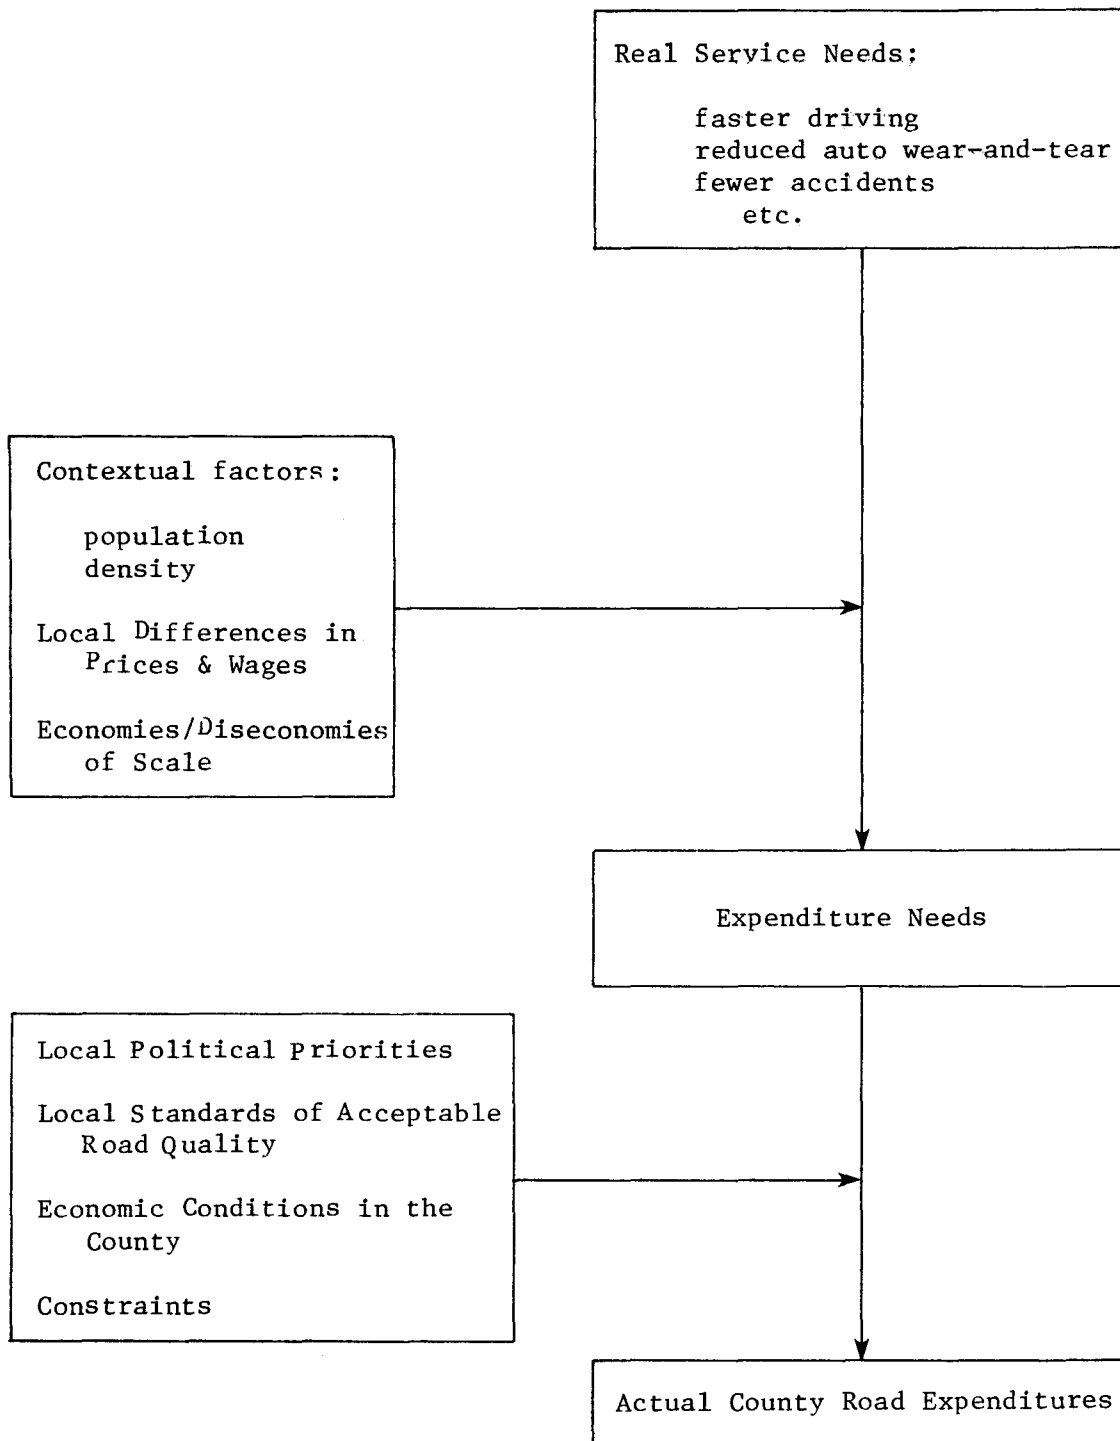 Real Service Needs:
faster driving
reduced auto wear-and-tear
fewer accidents
etc.
Contextual factors:
population
density
Local Differences in
Prices & Wages
Economies/Diseconomies
of Scale
Expenditure Needs
Local Political Priorities
Local Standards of Acceptable
Road Quality
Economic Conditions in the
County
Constraints
Actual County Road Expenditures